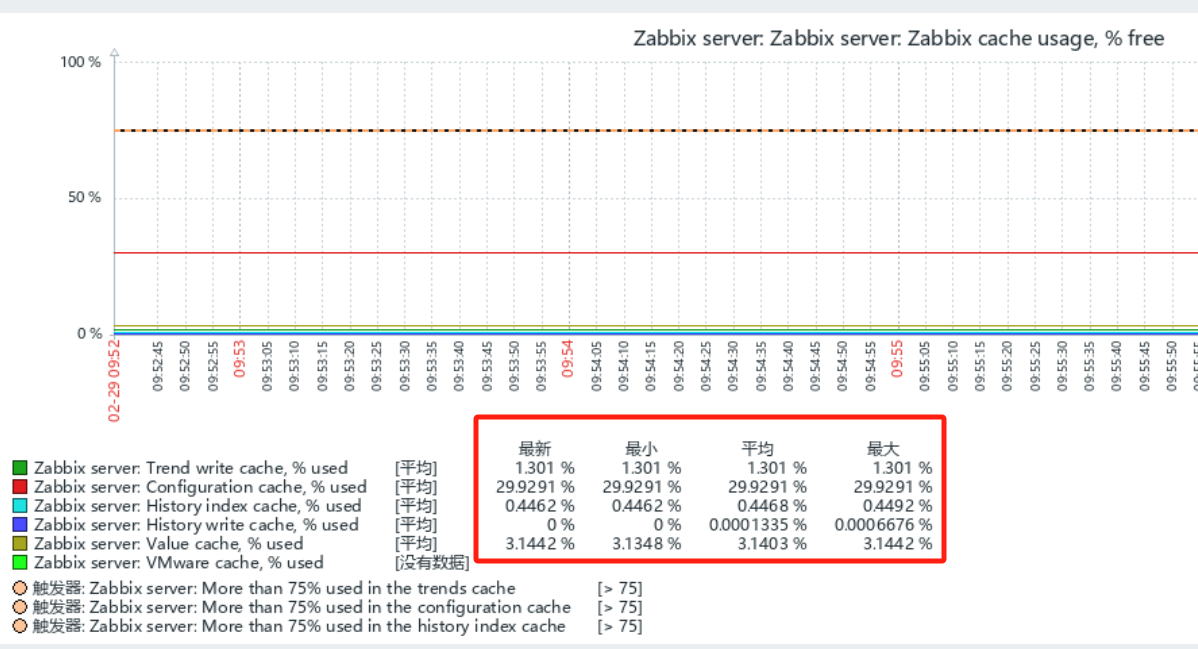 Zabbix server: Zabbix server: Zabbix cache usage, % free
100 %
50 %
0 %
02-29 09:52 09:52:45 09:52:50 09:52:55 09:53 09:53:05 09:53:10 09:53:15 09:53:20 09:53:25 09:53:30 09:53:35 09:53:40 09:53:45 09:53:50 09:53:55 09:54 09:54:05 09:54:10 09:54:15 09:54:20 09:54:25 09:54:30 09:54:35 09:54:40 09:54:45 09:54:50 09:54:55 09:55 09:55:05 09:55:10 09:55:15 09:55:20 09:55:25 09:55:30 09:55:35 09:55:40 09:55:45 09:55:50
最新 最小 平均 最大
Zabbix server: Trend write cache, % used [平均] 1.301 % 1.301 % 1.301 % 1.301 %
Zabbix server: Configuration cache, % used [平均] 29.9291 % 29.9291 % 29.9291 % 29.9291 %
Zabbix server: History index cache, % used [平均] 0.4462 % 0.4462 % 0.4468 % 0.4492 %
Zabbix server: History write cache, % used [平均] 0 % 0 % 0.0001335 % 0.0006676 %
Zabbix server: Value cache, % used [平均] 3.1442 % 3.1348 % 3.1403 % 3.1442 %
Zabbix server: VMware cache, % used [没有数据]
触发器: Zabbix server: More than 75% used in the trends cache [> 75]
触发器: Zabbix server: More than 75% used in the configuration cache [> 75]
触发器: Zabbix server: More than 75% used in the history index cache [> 75]